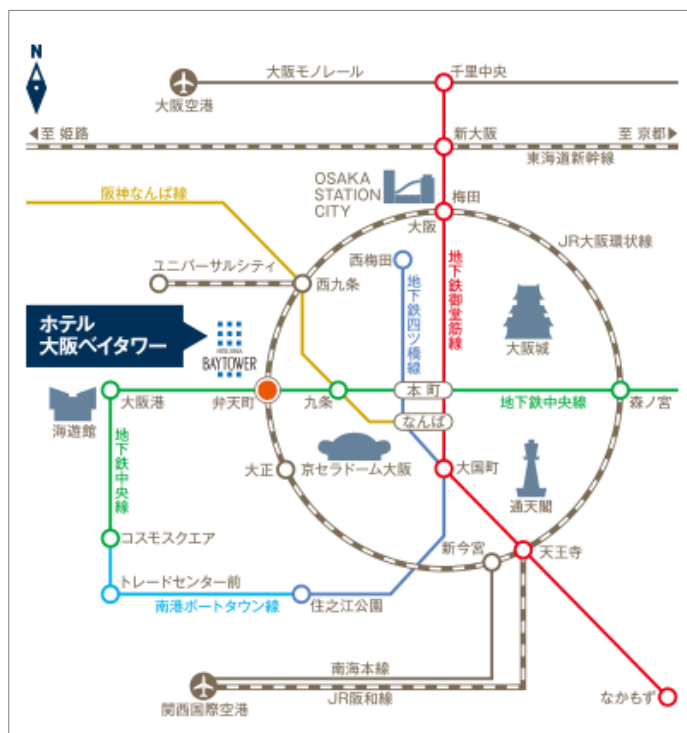 N
大阪モノレール
千里中央
大阪空港
至 姫路
新大阪
至 京都
東海道新幹線
阪神なんば線
OSAKA
STATION
CITY
梅田
大阪
JR大阪環状線
ユニバーサルシティ
西梅田
西九条
地下鉄四ツ橋線
地下鉄御堂筋線
ホテル
大阪ベイタワー
BAYTOWER
大阪城
海遊館
大阪港
弁天町
九条
本町
地下鉄中央線
森ノ宮
なんば
地下鉄中央線
大正
京セラドーム大阪
大国町
通天閣
コスモスクエア
新今宮
天王寺
トレードセンター前
南港ポートタウン線
住之江公園
南海本線
関西国際空港
JR阪和線
なかもず